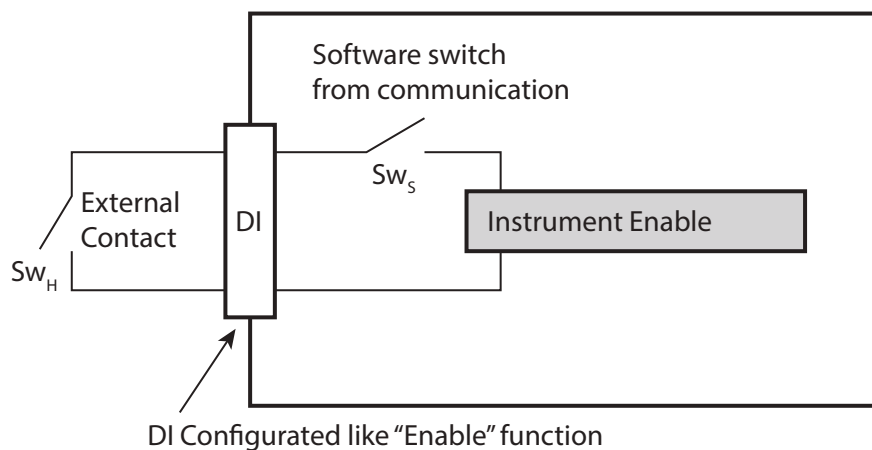 Software switch
from communication
Sw_S
External
Contact
DI
Instrument Enable
Sw_H
DI Configurated like “Enable” function